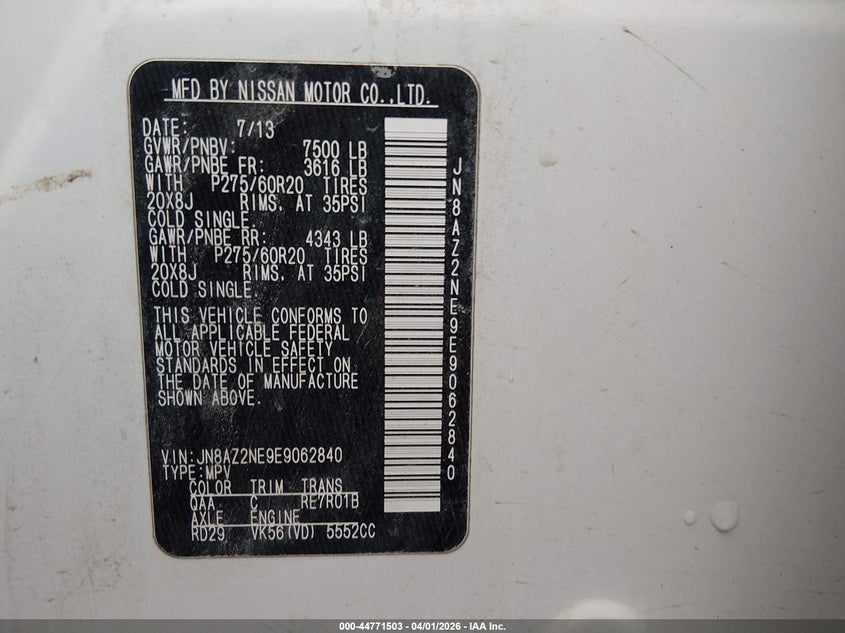 MFD BY NISSAN MOTOR CO.,LTD.
DATE: 7/13
GVWR/PNBV: 7500 LB
GAWR/PNBE FR: 3616 LB
WITH P275/60R20 TIRES
20X8J RIMS, AT 35PSI
COLD SINGLE.
GAWR/PNBE RR: 4343 LB
WITH P275/60R20 TIRES
20X8J RIMS, AT 35PSI
COLD SINGLE.
THIS VEHICLE CONFORMS TO
ALL APPLICABLE FEDERAL
MOTOR VEHICLE SAFETY
STANDARDS IN EFFECT ON
THE DATE OF MANUFACTURE
SHOWN ABOVE.
VIN:JN8AZ2NE9E9062840
TYPE:MPV
COLOR TRIM TRANS
QAA C RE7R01B
AXLE ENGINE
RD29 VK56(VD) 5552CC
JN8AZ2NE9E9062840
000-44771503 | 04/01/2026 - IAA Inc.